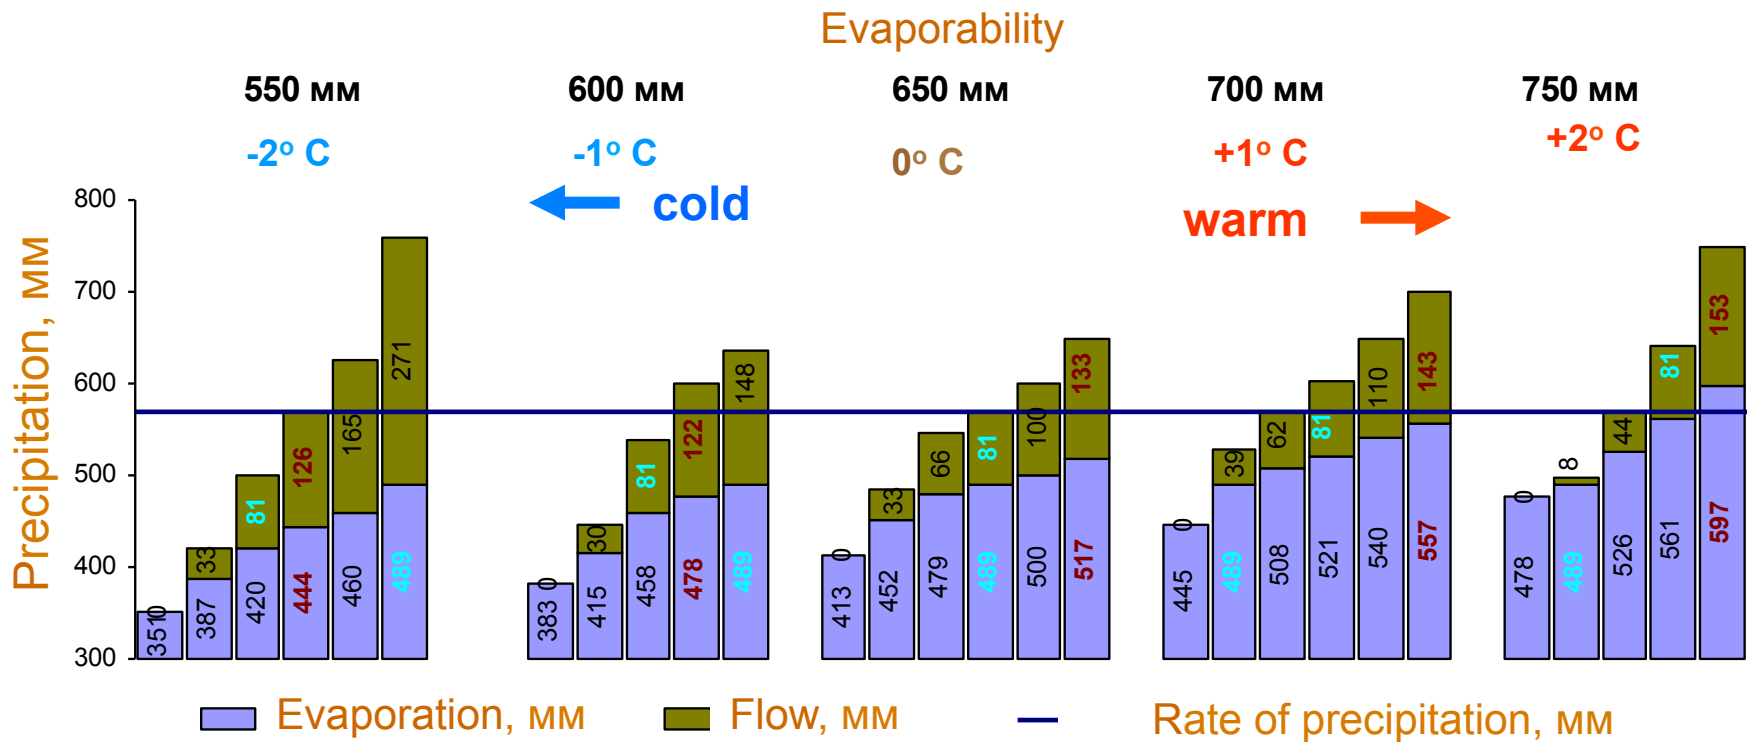 Evaporability
550 мм 600 мм 650 мм 700 мм 750 мм
-2º C -1º C 0º C +1º C +2º C
cold warm
Precipitation, мм
800
700
600
500
400
300
351 0 387 33 420 81 444 126 460 165 489 271
383 0 415 30 458 81 478 122 489 148
413 0 452 33 479 66 489 81 500 100 517 133
445 0 489 39 508 62 521 81 540 110 557 143
478 0 489 8 526 44 561 81 597 153
Evaporation, мм Flow, мм Rate of precipitation, мм